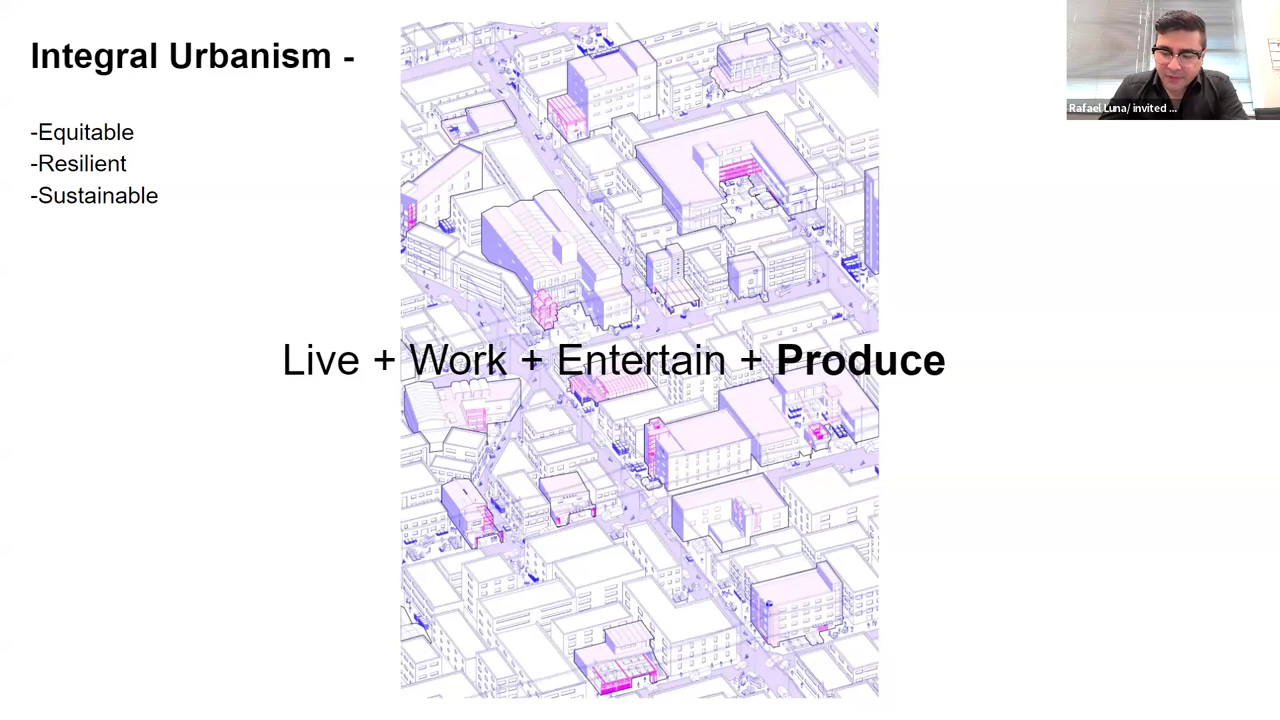 Integral Urbanism -
-Equitable
-Resilient
-Sustainable
Live + Work + Entertain + Produce
Rafael Luna/ invited ...